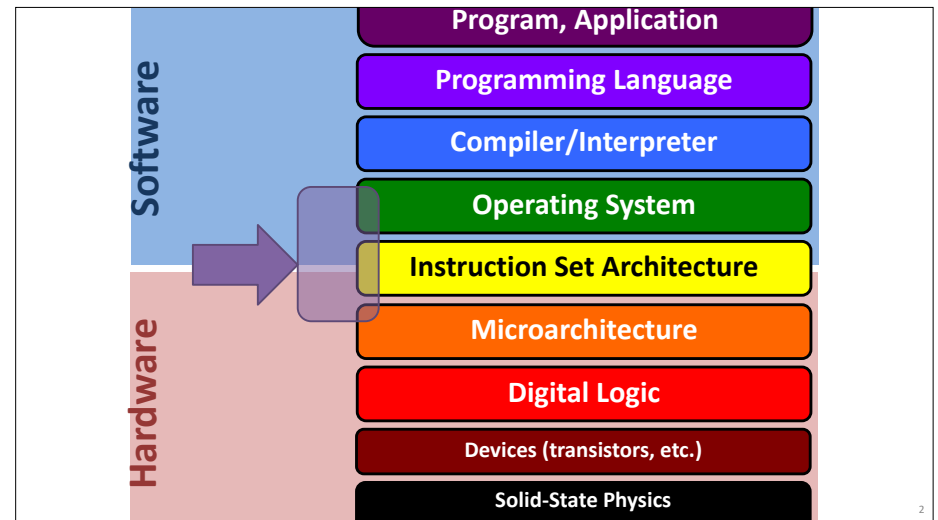 Program, Application
Programming Language
Compiler/Interpreter
Operating System
Instruction Set Architecture
Microarchitecture
Digital Logic
Devices (transistors, etc.)
Solid-State Physics
Software
Hardware
2